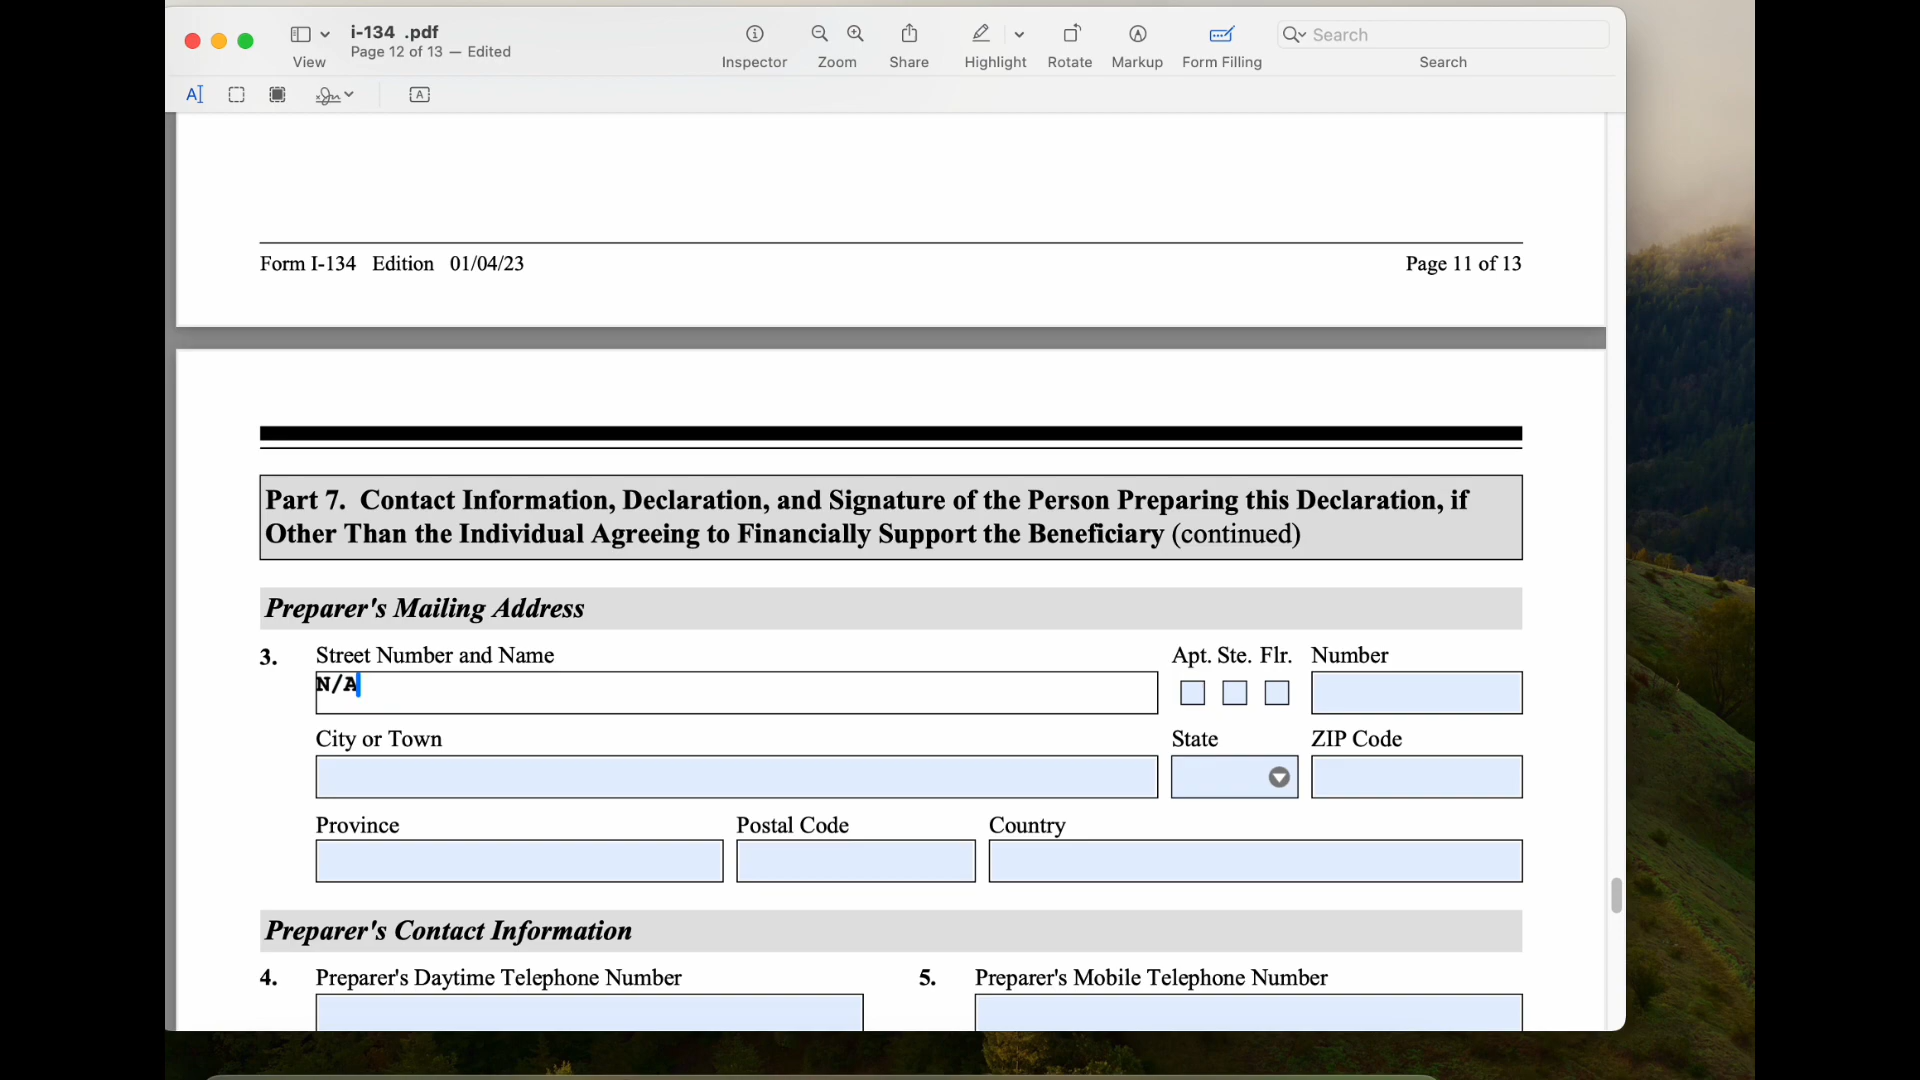 i-134 .pdf
Page 12 of 13 — Edited
View
Inspector
Zoom
Share
Highlight
Rotate
Markup
Form Filling
Search
Search
A
A
Form I-134 Edition 01/04/23
Page 11 of 13
Part 7. Contact Information, Declaration, and Signature of the Person Preparing this Declaration, if
Other Than the Individual Agreeing to Financially Support the Beneficiary (continued)
Preparer's Mailing Address
3. Street Number and Name
Apt. Ste. Flr. Number
N/A
City or Town
State
ZIP Code
Province
Postal Code
Country
Preparer's Contact Information
4. Preparer's Daytime Telephone Number
5. Preparer's Mobile Telephone Number